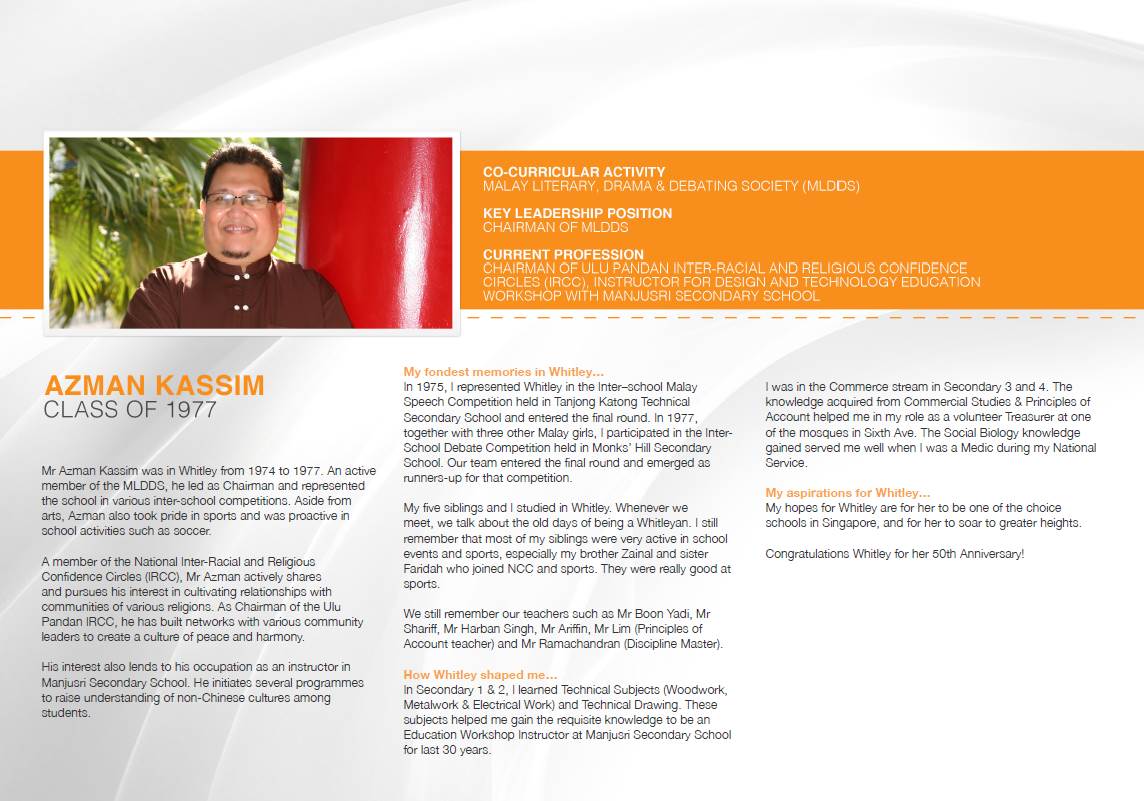 CO-CURRICULAR ACTIVITY
MALAY LITERARY, DRAMA & DEBATING SOCIETY (MLDDS)
KEY LEADERSHIP POSITION
CHAIRMAN OF MLDDS
CURRENT PROFESSION
CHAIRMAN OF ULU PANDAN INTER-RACIAL AND RELIGIOUS CONFIDENCE
CIRCLES (IRCC), INSTRUCTOR FOR DESIGN AND TECHNOLOGY EDUCATION
WORKSHOP WITH MANJUSRI SECONDARY SCHOOL
AZMAN KASSIM
CLASS OF 1977
Mr Azman Kassim was in Whitley from 1974 to 1977. An active
member of the MLDDS, he led as Chairman and represented
the school in various inter-school competitions. Aside from
arts, Azman also took pride in sports and was proactive in
school activities such as soccer.
A member of the National Inter-Racial and Religious
Confidence Circles (IRCC), Mr Azman actively shares
and pursues his interest in cultivating relationships with
communities of various religions. As Chairman of the Ulu
Pandan IRCC, he has built networks with various community
leaders to create a culture of peace and harmony.
His interest also lends to his occupation as an instructor in
Manjusri Secondary School. He initiates several programmes
to raise understanding of non-Chinese cultures among
students.
My fondest memories in Whitley…
In 1975, I represented Whitley in the Inter–school Malay
Speech Competition held in Tanjong Katong Technical
Secondary School and entered the final round. In 1977,
together with three other Malay girls, I participated in the Inter-
School Debate Competition held in Monks' Hill Secondary
School. Our team entered the final round and emerged as
runners-up for that competition.
My five siblings and I studied in Whitley. Whenever we
meet, we talk about the old days of being a Whitleyan. I still
remember that most of my siblings were very active in school
events and sports, especially my brother Zainal and sister
Faridah who joined NCC and sports. They were really good at
sports.
We still remember our teachers such as Mr Boon Yadi, Mr
Shariff, Mr Harban Singh, Mr Ariffin, Mr Lim (Principles of
Account teacher) and Mr Ramachandran (Discipline Master).
How Whitley shaped me…
In Secondary 1 & 2, I learned Technical Subjects (Woodwork,
Metalwork & Electrical Work) and Technical Drawing. These
subjects helped me gain the requisite knowledge to be an
Education Workshop Instructor at Manjusri Secondary School
for last 30 years.
I was in the Commerce stream in Secondary 3 and 4. The
knowledge acquired from Commercial Studies & Principles of
Account helped me in my role as a volunteer Treasurer at one
of the mosques in Sixth Ave. The Social Biology knowledge
gained served me well when I was a Medic during my National
Service.
My aspirations for Whitley…
My hopes for Whitley are for her to be one of the choice
schools in Singapore, and for her to soar to greater heights.
Congratulations Whitley for her 50th Anniversary!